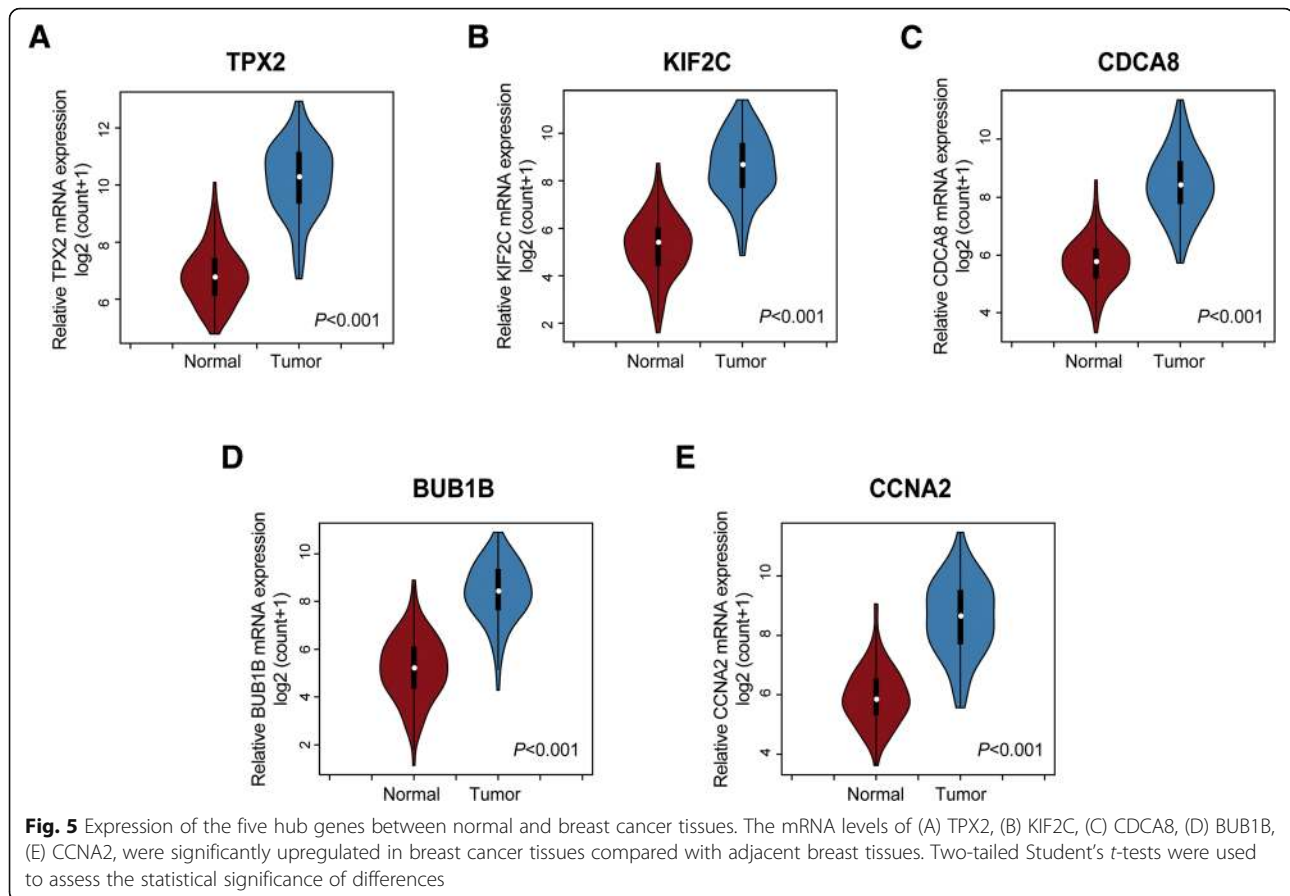 A
TPX2
Relative TPX2 mRNA expression
log2 (count+1)
12
10
8
6
P<0.001
Normal Tumor
B
KIF2C
Relative KIF2C mRNA expression
log2 (count+1)
10
8
6
4
2
P<0.001
Normal Tumor
C
CDCA8
Relative CDCA8 mRNA expression
log2 (count+1)
10
8
6
4
P<0.001
Normal Tumor
D
BUB1B
Relative BUB1B mRNA expression
log2 (count+1)
10
8
6
4
2
P<0.001
Normal Tumor
E
CCNA2
Relative CCNA2 mRNA expression
log2 (count+1)
10
8
6
4
P<0.001
Normal Tumor
Fig. 5 Expression of the five hub genes between normal and breast cancer tissues. The mRNA levels of (A) TPX2, (B) KIF2C, (C) CDCA8, (D) BUB1B,
(E) CCNA2, were significantly upregulated in breast cancer tissues compared with adjacent breast tissues. Two-tailed Student’s t-tests were used
to assess the statistical significance of differences